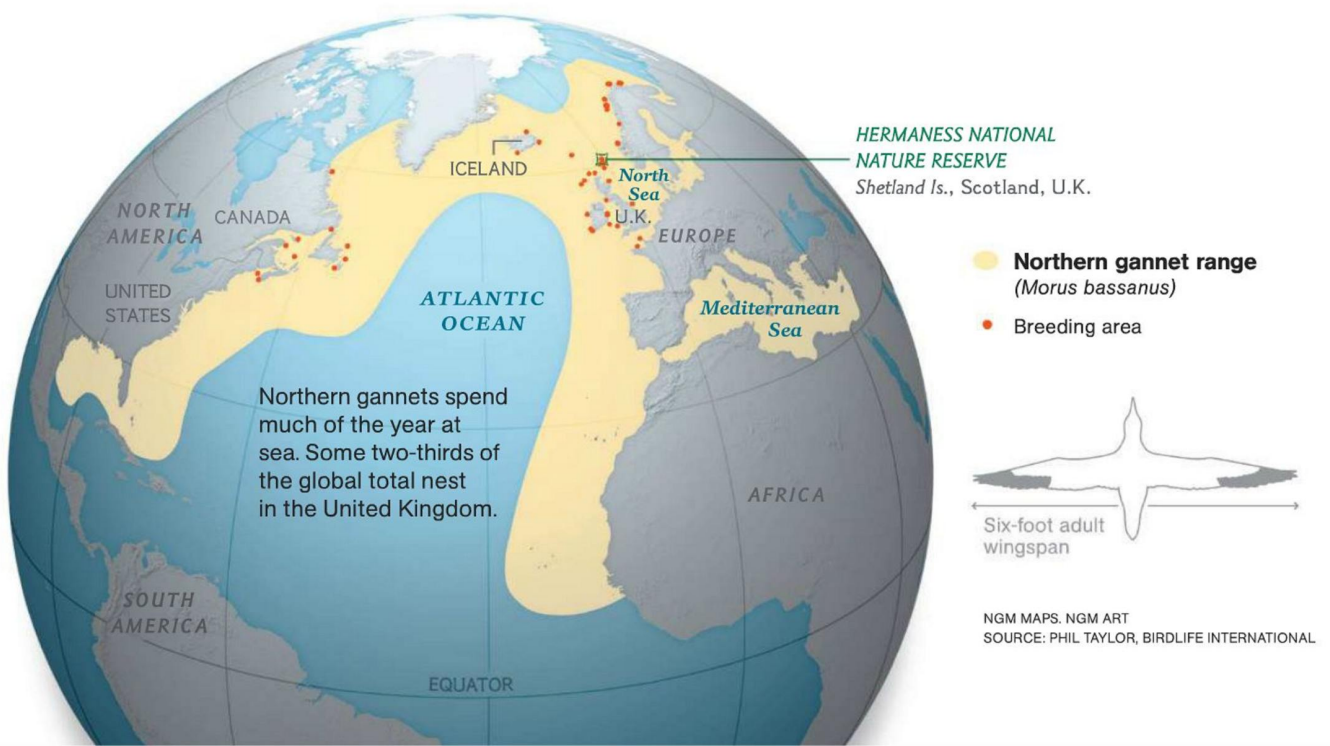 HERMANESS NATIONAL
NATURE RESERVE
Shetland Is., Scotland, U.K.
ICELAND
North
Sea
NORTH
AMERICA
CANADA
U.K.
EUROPE
Northern gannet range
(Morus bassanus)
Breeding area
UNITED
STATES
ATLANTIC
OCEAN
Mediterranean
Sea
Northern gannets spend
much of the year at
sea. Some two-thirds of
the global total nest
in the United Kingdom.
AFRICA
Six-foot adult
wingspan
SOUTH
AMERICA
NGM MAPS. NGM ART
SOURCE: PHIL TAYLOR, BIRDLIFE INTERNATIONAL
EQUATOR